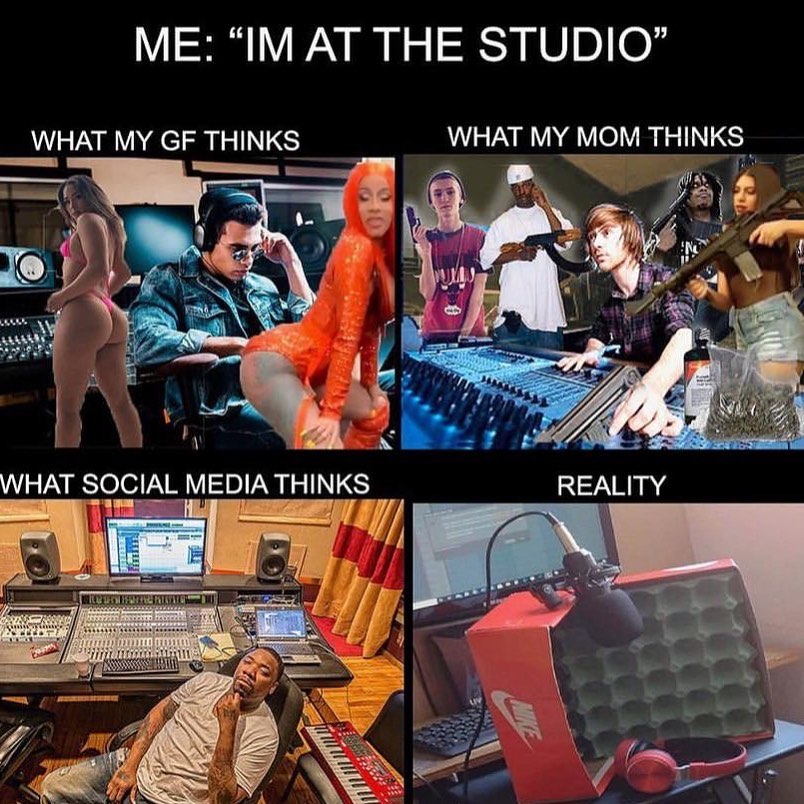 ME: “IM AT THE STUDIO”
WHAT MY GF THINKS
WHAT MY MOM THINKS
WHAT SOCIAL MEDIA THINKS
REALITY
NIKE